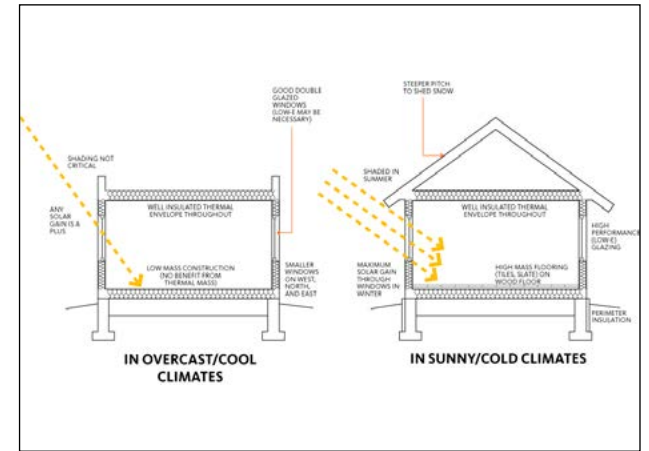 GOOD DOUBLE
GLAZED
WINDOWS
(LOW-E MAY BE
NECESSARY)
SHADING NOT
CRITICAL
ANY
SOLAR
GAIN IS A
PLUS
WELL INSULATED THERMAL
ENVELOPE THROUGHOUT
LOW MASS CONSTRUCTION
(NO BENEFIT FROM
THERMAL MASS)
SMALLER
WINDOWS
ON WEST,
NORTH,
AND EAST
IN OVERCAST/COOL
CLIMATES
STEEPER PITCH
TO SHED SNOW
SHADED IN
SUMMER
WELL INSULATED THERMAL
ENVELOPE THROUGHOUT
HIGH
PERFORMANCE
(LOW-E)
GLAZING
MAXIMUM
SOLAR GAIN
THROUGH
WINDOWS IN
WINTER
HIGH MASS FLOORING
(TILES, SLATE) ON
WOOD FLOOR
PERIMETER
INSULATION
IN SUNNY/COLD CLIMATES